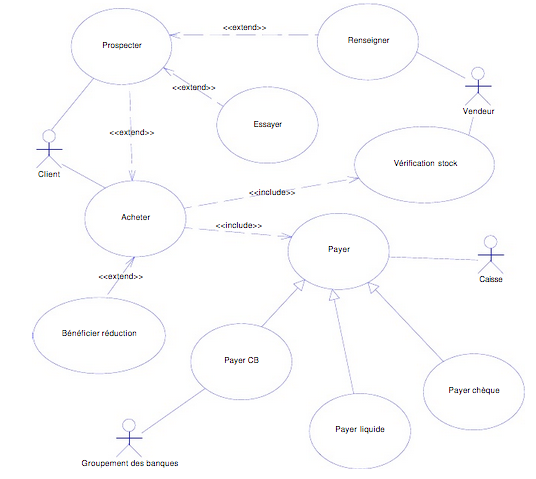 <<extend>>
Prospecter
Renseigner
<<extend>>
Vendeur
Essayer
<<extend>>
Client
Vérification stock
<<include>>
Acheter
<<include>>
Payer
Caisse
<<extend>>
Bénéficier réduction
Payer CB
Payer chèque
Payer liquide
Groupement des banques